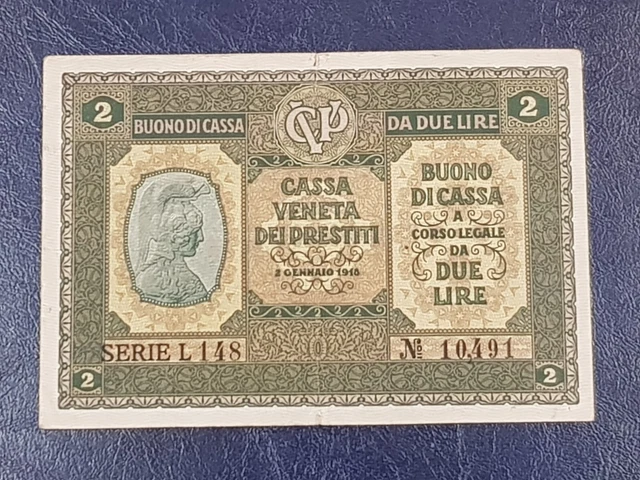 2
BUONO DI CASSA
CVP
DA DUE LIRE
2
CASSA
VENETA
DEI PRESTITI
2 GENNAIO 1918
BUONO
DI CASSA
A
CORSO LEGALE
DA
DUE
LIRE
SERIE L 148
№ 10,491
2
2